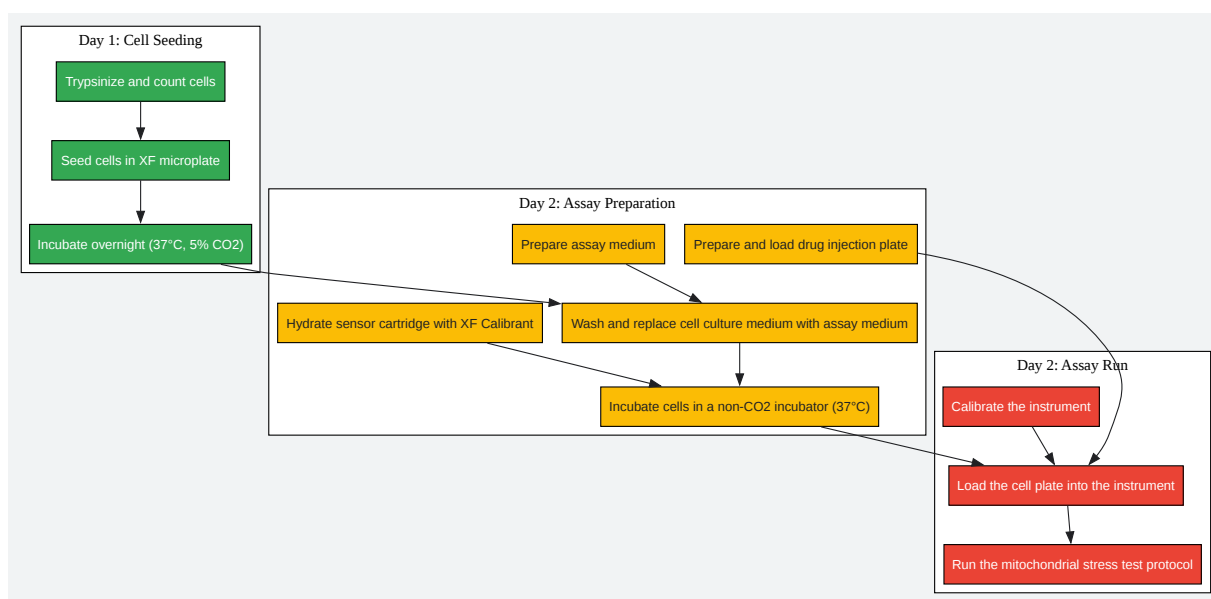 Day 1: Cell Seeding
Trypsinize and count cells
Seed cells in XF microplate
Incubate overnight (37°C, 5% CO2)
Day 2: Assay Preparation
Prepare assay medium
Prepare and load drug injection plate
Hydrate sensor cartridge with XF Calibrant
Wash and replace cell culture medium with assay medium
Incubate cells in a non-CO2 incubator (37°C)
Day 2: Assay Run
Calibrate the instrument
Load the cell plate into the instrument
Run the mitochondrial stress test protocol